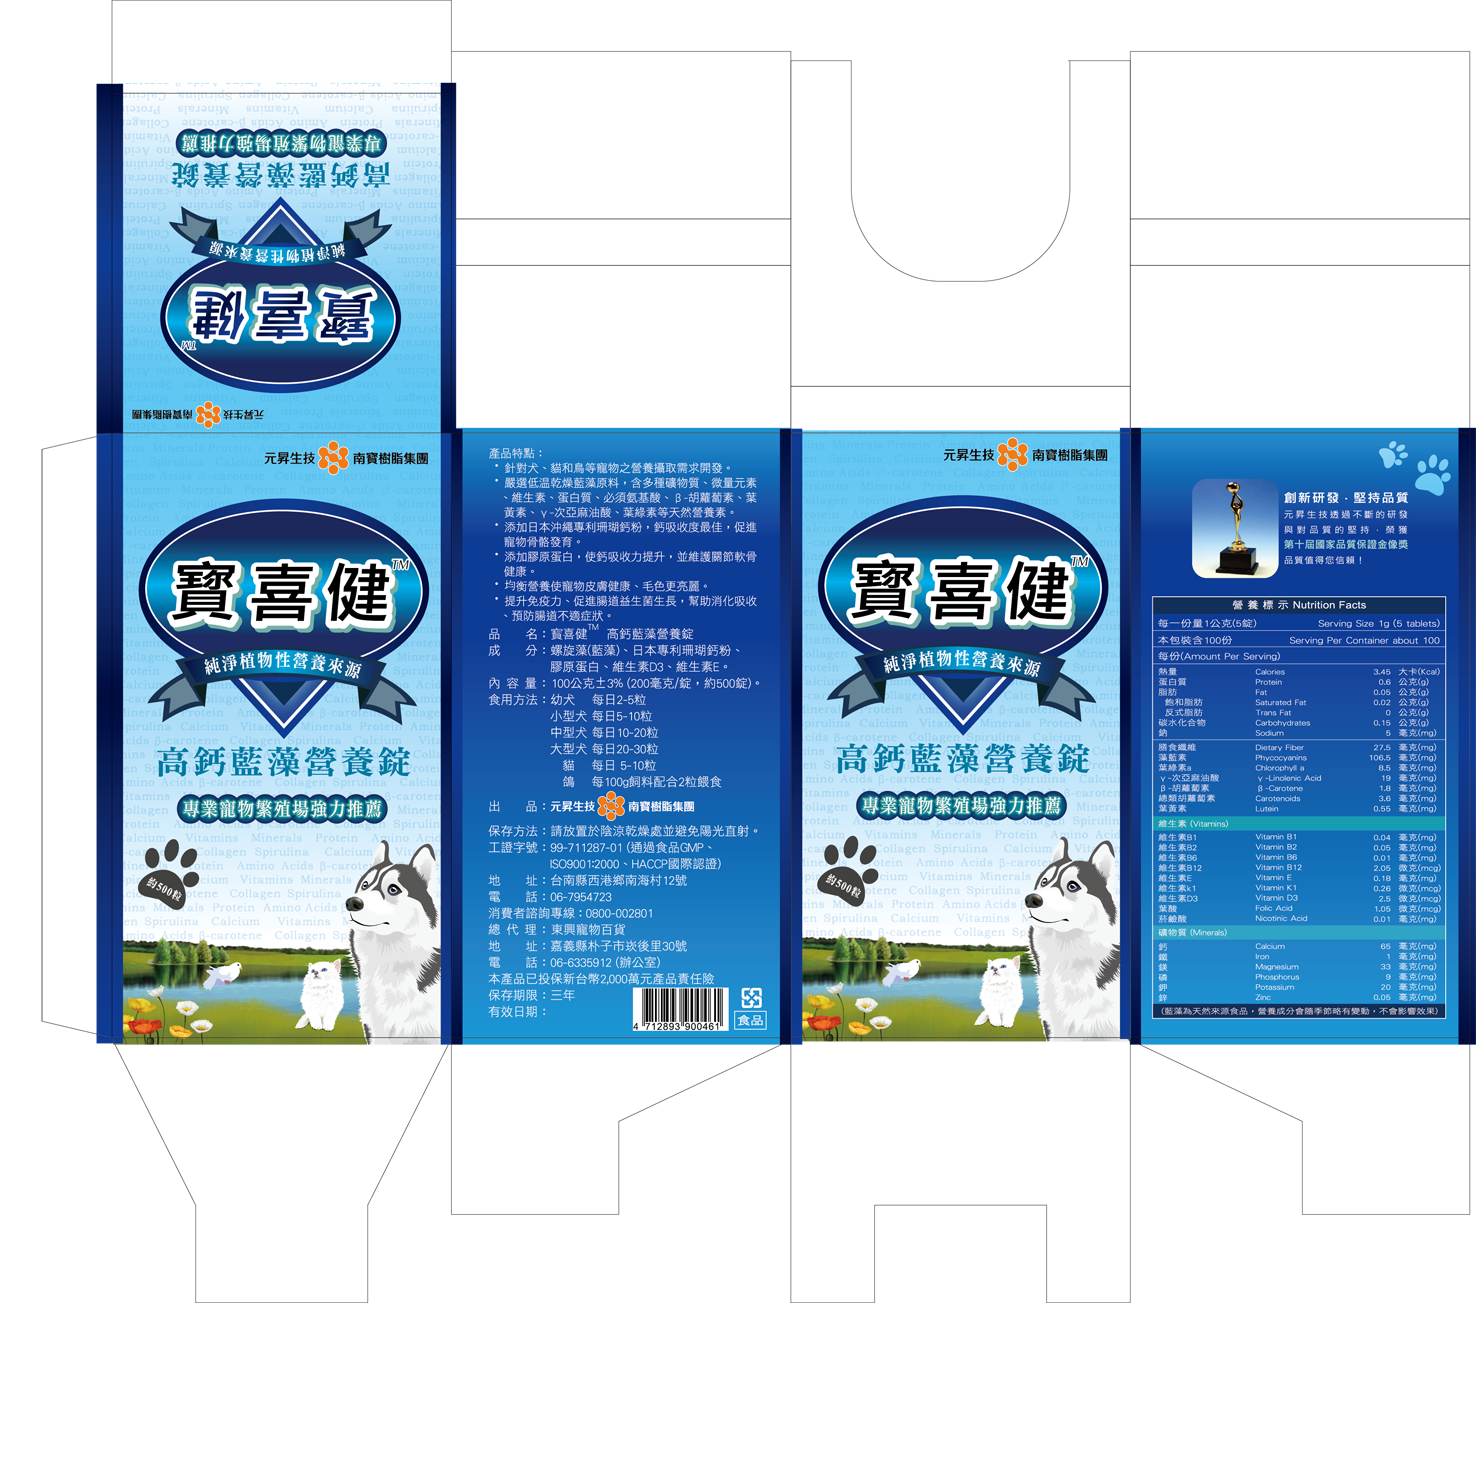 專業寵物繁殖場強力推薦
高鈣藍藻營養錠
純淨植物性營養來源
寶喜健
TM
元昇生技 南寶樹脂集團
元昇生技 南寶樹脂集團
寶喜健TM
純淨植物性營養來源
高鈣藍藻營養錠
專業寵物繁殖場強力推薦
約500粒
產品特點：
• 針對犬、貓和鳥等寵物之營養攝取需求開發。
• 嚴選低溫乾燥藍藻原料，含多種礦物質、微量元素
、維生素、蛋白質、必須氨基酸、β-胡蘿蔔素、葉
黃素、γ-次亞麻油酸、葉綠素等天然營養素。
• 添加日本沖繩專利珊瑚鈣粉，鈣吸收度最佳，促進
寵物骨骼發育。
• 添加膠原蛋白，使鈣吸收力提升，並維護關節軟骨
健康。
• 均衡營養使寵物皮膚健康、毛色更亮麗。
• 提升免疫力、促進腸道益生菌生長，幫助消化吸收
、預防腸道不適症狀。
品　　名：寶喜健TM 高鈣藍藻營養錠
成　　分：螺旋藻(藍藻)、日本專利珊瑚鈣粉、
膠原蛋白、維生素D3、維生素E。
內 容 量：100公克±3% (200毫克/錠，約500錠)。
食用方法：幼犬　每日2-5粒
小型犬 每日5-10粒
中型犬 每日10-20粒
大型犬 每日20-30粒
貓　每日 5-10粒
鴿　每100g飼料配合2粒餵食
出　　品：元昇生技 南寶樹脂集團
保存方法：請放置於陰涼乾燥處並避免陽光直射。
工證字號：99-711287-01 (通過食品GMP、
ISO9001:2000、HACCP國際認證)
地　　址：台南縣西港鄉南海村12號
電　　話：06-7954723
消費者諮詢專線：0800-002801
總 代 理：東興寵物百貨
地　　址：嘉義縣朴子市崁後里30號
電　　話：06-6335912 (辦公室)
本產品已投保新台幣2,000萬元產品責任險
保存期限：三年
有效日期：
4 712893 900461
食品
元昇生技 南寶樹脂集團
寶喜健TM
純淨植物性營養來源
高鈣藍藻營養錠
專業寵物繁殖場強力推薦
約500粒
創新研發．堅持品質
元昇生技透過不斷的研發
與對品質的堅持．榮獲
第十屆國家品質保證金像獎
品質值得您信賴！
營 養 標 示 Nutrition Facts
每一份量1公克(5錠) Serving Size 1g (5 tablets)
本包裝含100份 Serving Per Container about 100
每份(Amount Per Serving)
熱量 Calories 3.45 大卡(Kcal)
蛋白質 Protein 0.6 公克(g)
脂肪 Fat 0.05 公克(g)
飽和脂肪 Saturated Fat 0.02 公克(g)
反式脂肪 Trans Fat 0 公克(g)
碳水化合物 Carbohydrates 0.15 公克(g)
鈉 Sodium 5 毫克(mg)
膳食纖維 Dietary Fiber 27.5 毫克(mg)
藻藍素 Phycocyanins 106.5 毫克(mg)
葉綠素a Chlorophyll a 8.5 毫克(mg)
γ-次亞麻油酸 γ-Linolenic Acid 19 毫克(mg)
β-胡蘿蔔素 β-Carotene 1.8 毫克(mg)
總類胡蘿蔔素 Carotenoids 3.6 毫克(mg)
葉黃素 Lutein 0.55 毫克(mg)
維生素 (Vitamins)
維生素B1 Vitamin B1 0.04 毫克(mg)
維生素B2 Vitamin B2 0.05 毫克(mg)
維生素B6 Vitamin B6 0.01 毫克(mg)
維生素B12 Vitamin B12 2.05 微克(mcg)
維生素E Vitamin E 0.18 毫克(mg)
維生素k1 Vitamin K1 0.26 微克(mcg)
維生素D3 Vitamin D3 2.5 微克(mcg)
葉酸 Folic Acid 1.05 微克(mcg)
菸鹼酸 Nicotinic Acid 0.01 毫克(mg)
礦物質 (Minerals)
鈣 Calcium 65 毫克(mg)
鐵 Iron 1 毫克(mg)
鎂 Magnesium 33 毫克(mg)
磷 Phosphorus 9 毫克(mg)
鉀 Potassium 20 毫克(mg)
鋅 Zinc 0.05 毫克(mg)
(藍藻為天然來源食品，營養成分會隨季節略有變動，不會影響效果)